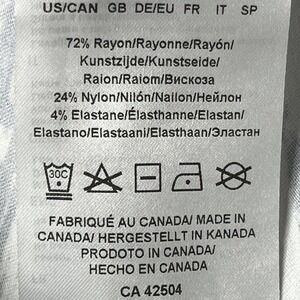 US/CAN GB DE/EU FR IT SP
72% Rayon/Rayonne/Rayón/
Kunstzijde/Kunstseide/
Raion/Raiom/Вискоза
24% Nylon/Nilón/Nailon/Нейлон
4% Elastane/Élasthanne/Elastan/
Elastano/Elastaani/Elasthaan/Эластан
30C
FABRIQUÉ AU CANADA/ MADE IN
CANADA/ HERGESTELLT IN KANADA
PRODOTO IN CANADA/
HECHO EN CANADA
CA 42504